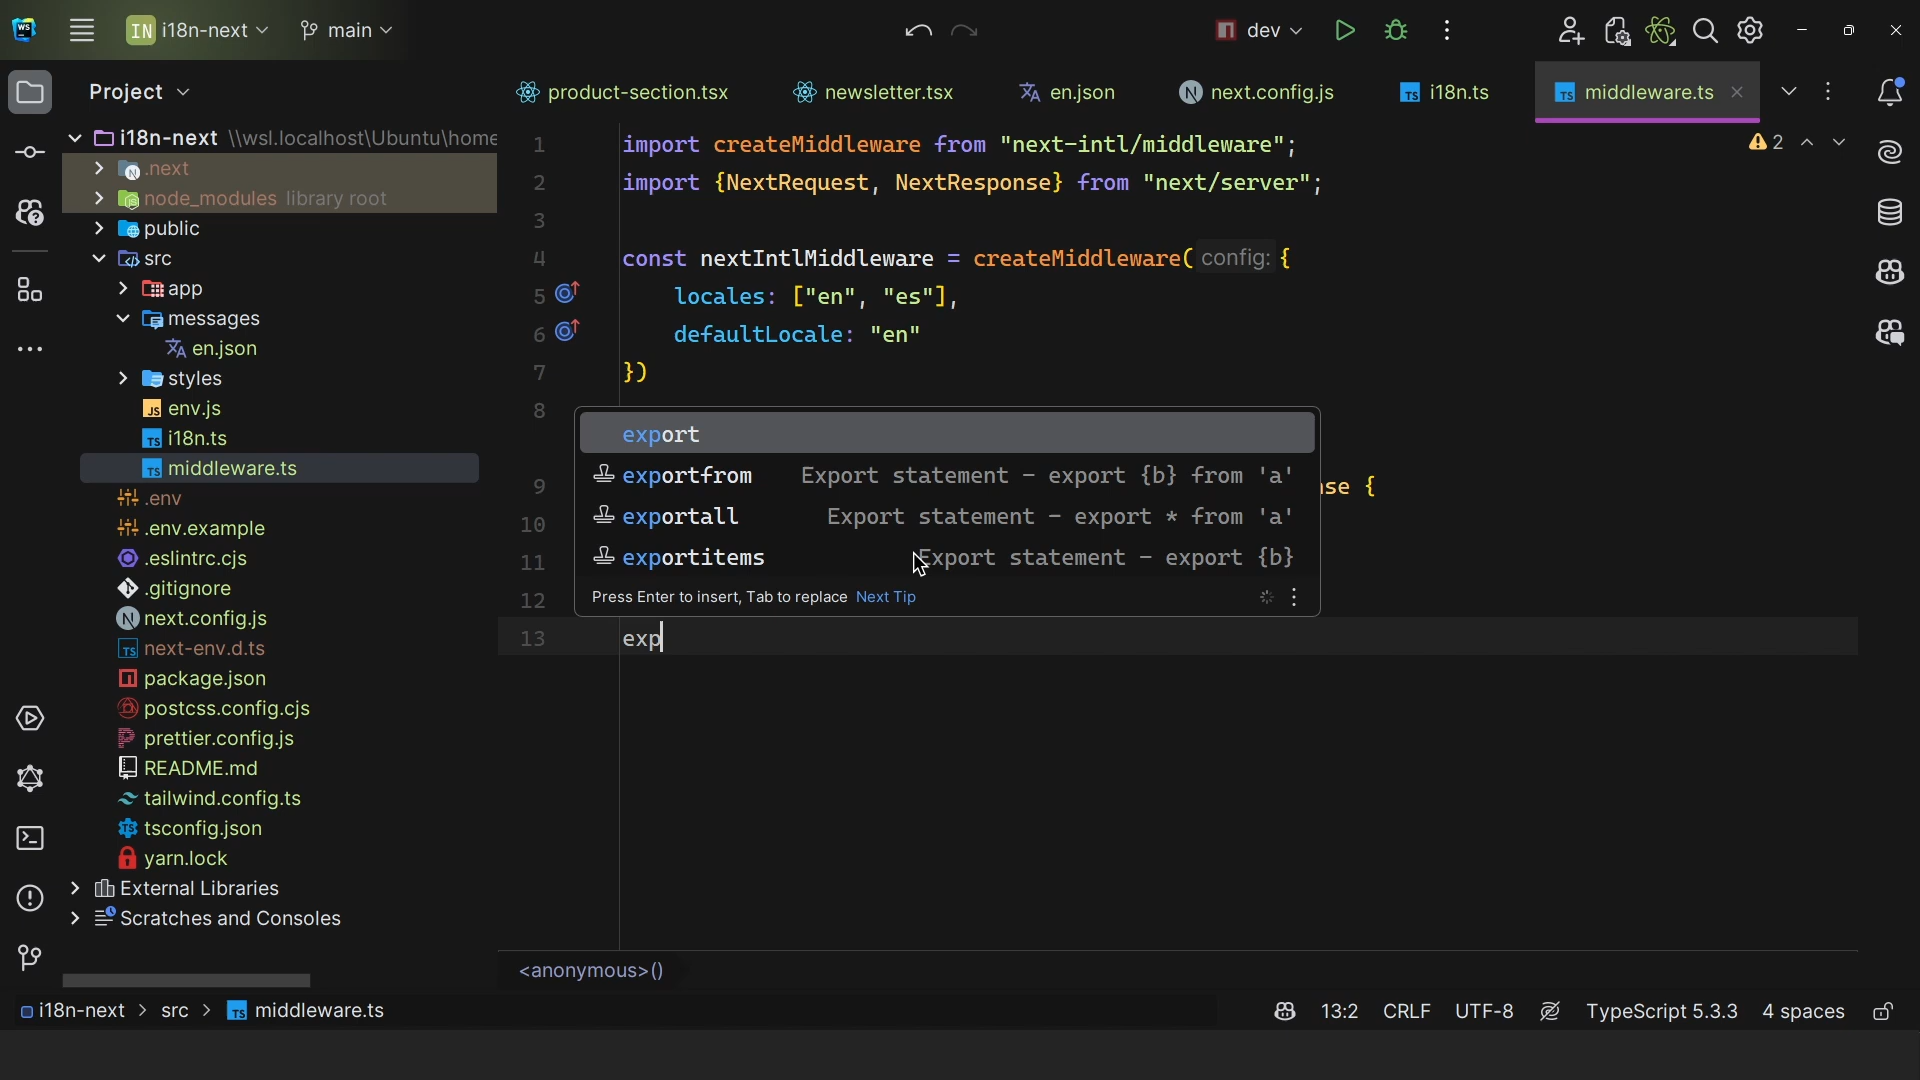 WS
IN i18n-next
main
dev
Project
product-section.tsx
newsletter.tsx
en.json
next.config.js
i18n.ts
middleware.ts
i18n-next \\wsl.localhost\Ubuntu\home
.next
node_modules library root
public
src
app
messages
en.json
styles
env.js
i18n.ts
middleware.ts
.env
.env.example
.eslintrc.cjs
.gitignore
next.config.js
next-env.d.ts
package.json
postcss.config.cjs
prettier.config.js
README.md
tailwind.config.ts
tsconfig.json
yarn.lock
External Libraries
Scratches and Consoles
2
1 import createMiddleware from "next-intl/middleware";
2 import {NextRequest, NextResponse} from "next/server";
3
4 const nextIntlMiddleware = createMiddleware( config: {
5 locales: ["en", "es"],
6 defaultLocale: "en"
7 })
8
export
exportfrom Export statement - export {b} from 'a'
9 se {
exportall Export statement - export * from 'a'
10
exportitems Export statement - export {b}
11
12 Press Enter to insert, Tab to replace Next Tip
13 exp
<anonymous>()
i18n-next > src > middleware.ts
13:2 CRLF UTF-8 TypeScript 5.3.3 4 spaces